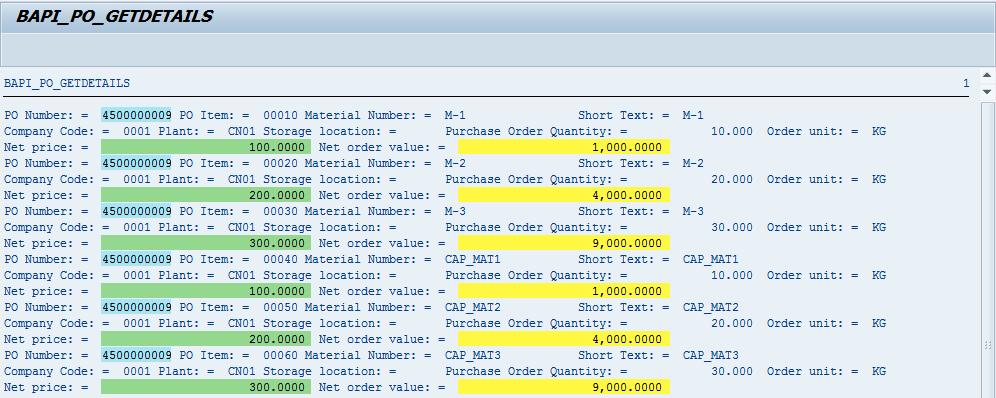 BAPI_PO_GETDETAILS
BAPI_PO_GETDETAILS 1
PO Number: = 4500000009 PO Item: = 00010 Material Number: = M-1 Short Text: = M-1
Company Code: = 0001 Plant: = CN01 Storage location: = Purchase Order Quantity: = 10.000 Order unit: = KG
Net price: = 100.0000 Net order value: = 1,000.0000
PO Number: = 4500000009 PO Item: = 00020 Material Number: = M-2 Short Text: = M-2
Company Code: = 0001 Plant: = CN01 Storage location: = Purchase Order Quantity: = 20.000 Order unit: = KG
Net price: = 200.0000 Net order value: = 4,000.0000
PO Number: = 4500000009 PO Item: = 00030 Material Number: = M-3 Short Text: = M-3
Company Code: = 0001 Plant: = CN01 Storage location: = Purchase Order Quantity: = 30.000 Order unit: = KG
Net price: = 300.0000 Net order value: = 9,000.0000
PO Number: = 4500000009 PO Item: = 00040 Material Number: = CAP_MAT1 Short Text: = CAP_MAT1
Company Code: = 0001 Plant: = CN01 Storage location: = Purchase Order Quantity: = 10.000 Order unit: = KG
Net price: = 100.0000 Net order value: = 1,000.0000
PO Number: = 4500000009 PO Item: = 00050 Material Number: = CAP_MAT2 Short Text: = CAP_MAT2
Company Code: = 0001 Plant: = CN01 Storage location: = Purchase Order Quantity: = 20.000 Order unit: = KG
Net price: = 200.0000 Net order value: = 4,000.0000
PO Number: = 4500000009 PO Item: = 00060 Material Number: = CAP_MAT3 Short Text: = CAP_MAT3
Company Code: = 0001 Plant: = CN01 Storage location: = Purchase Order Quantity: = 30.000 Order unit: = KG
Net price: = 300.0000 Net order value: = 9,000.0000